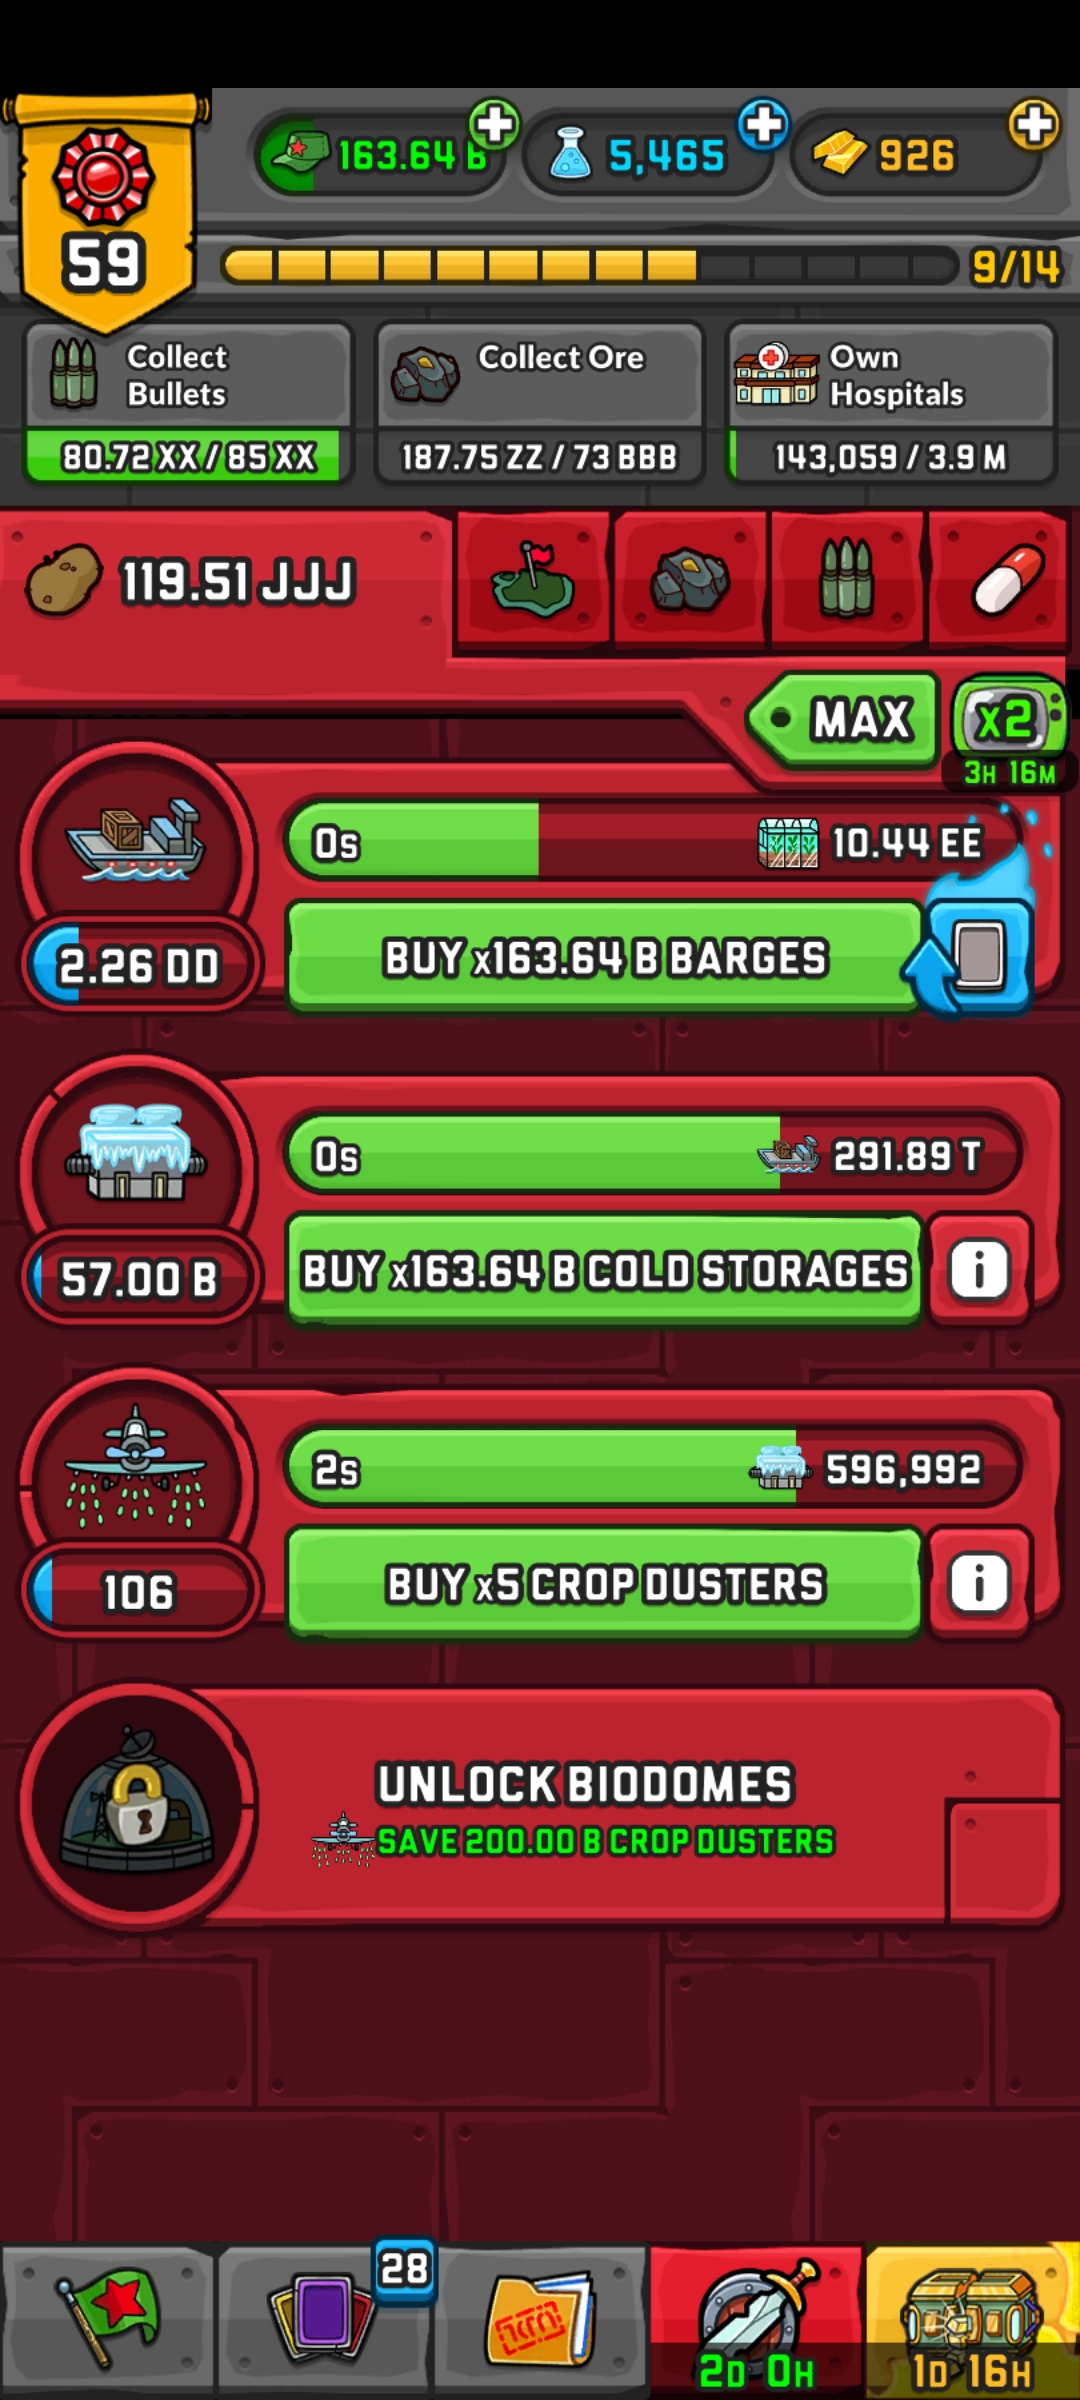 163.64 B
5,465
926
59
9/14
Collect
Bullets
80.72 XX / 85 XX
Collect Ore
187.75 ZZ / 73 BBB
Own
Hospitals
143,059 / 3.9 M
119.51 JJJ
MAX
x2
3H 16M
0s
10.44 EE
2.26 DD
BUY x163.64 B BARGES
0s
291.89 T
57.00 B
BUY x163.64 B COLD STORAGES
i
2s
596,992
106
BUY x5 CROP DUSTERS
i
UNLOCK BIODOMES
SAVE 200.00 B CROP DUSTERS
28
2D 0H
1D 16H